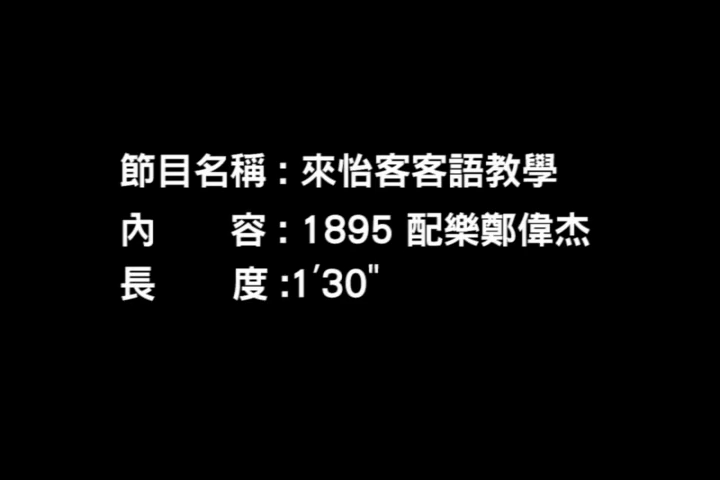 節目名稱 : 來怡客客語教學
內　　容 : 1895 配樂鄭偉杰
長　　度 :1′30"